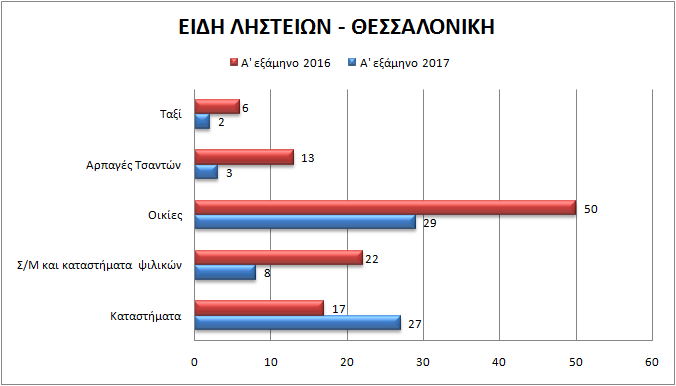 ΕΙΔΗ ΛΗΣΤΕΙΩΝ - ΘΕΣΣΑΛΟΝΙΚΗ
Α' εξάμηνο 2016 Α' εξάμηνο 2017
Ταξί 6
2
Αρπαγές Τσαντών 13
3
Οικίες 50
29
Σ/Μ και καταστήματα ψιλικών 22
8
Καταστήματα 17
27
0 10 20 30 40 50 60